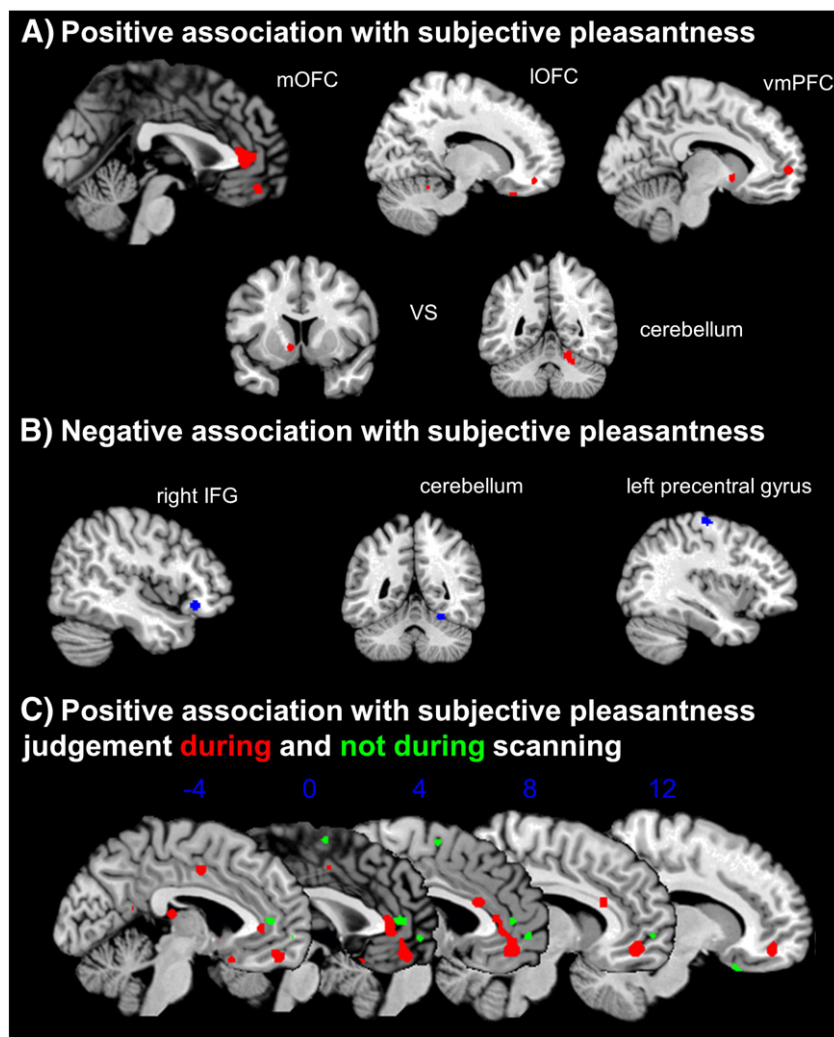 A) Positive association with subjective pleasantness
mOFC
lOFC
vmPFC
VS
cerebellum
B) Negative association with subjective pleasantness
right IFG
cerebellum
left precentral gyrus
C) Positive association with subjective pleasantness
judgement during and not during scanning
-4 0 4 8 12